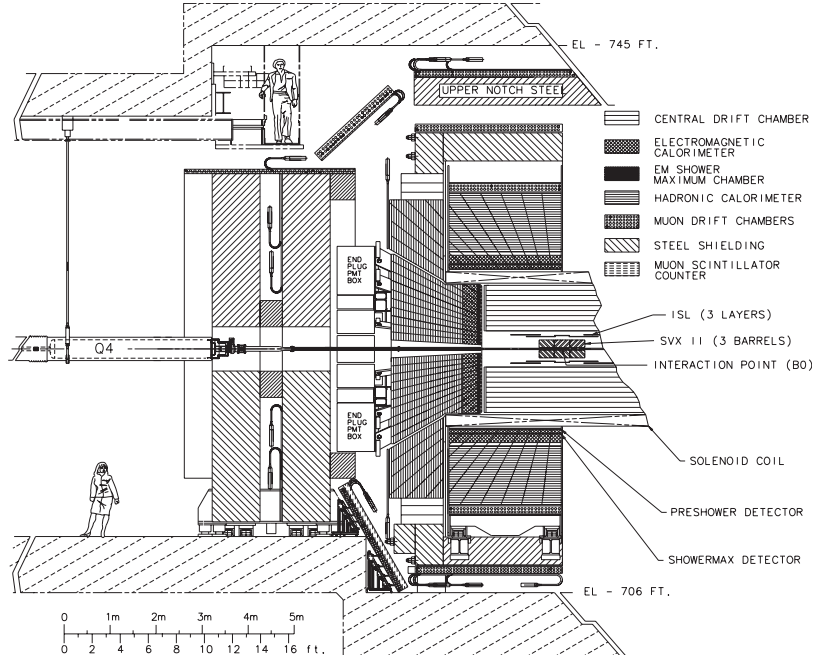 EL - 745 FT.
UPPER NOTCH STEEL
CENTRAL DRIFT CHAMBER
ELECTROMAGNETIC
CALORIMETER
EM SHOWER
MAXIMUM CHAMBER
HADRONIC CALORIMETER
MUON DRIFT CHAMBERS
STEEL SHIELDING
MUON SCINTILLATOR
COUNTER
END
PLUG
PMT
BOX
ISL (3 LAYERS)
SVX II (3 BARRELS)
INTERACTION POINT (B0)
Q4
END
PLUG
PMT
BOX
SOLENOID COIL
PRESHOWER DETECTOR
SHOWERMAX DETECTOR
EL - 706 FT.
0 1m 2m 3m 4m 5m
0 2 4 6 8 10 12 14 16 ft.